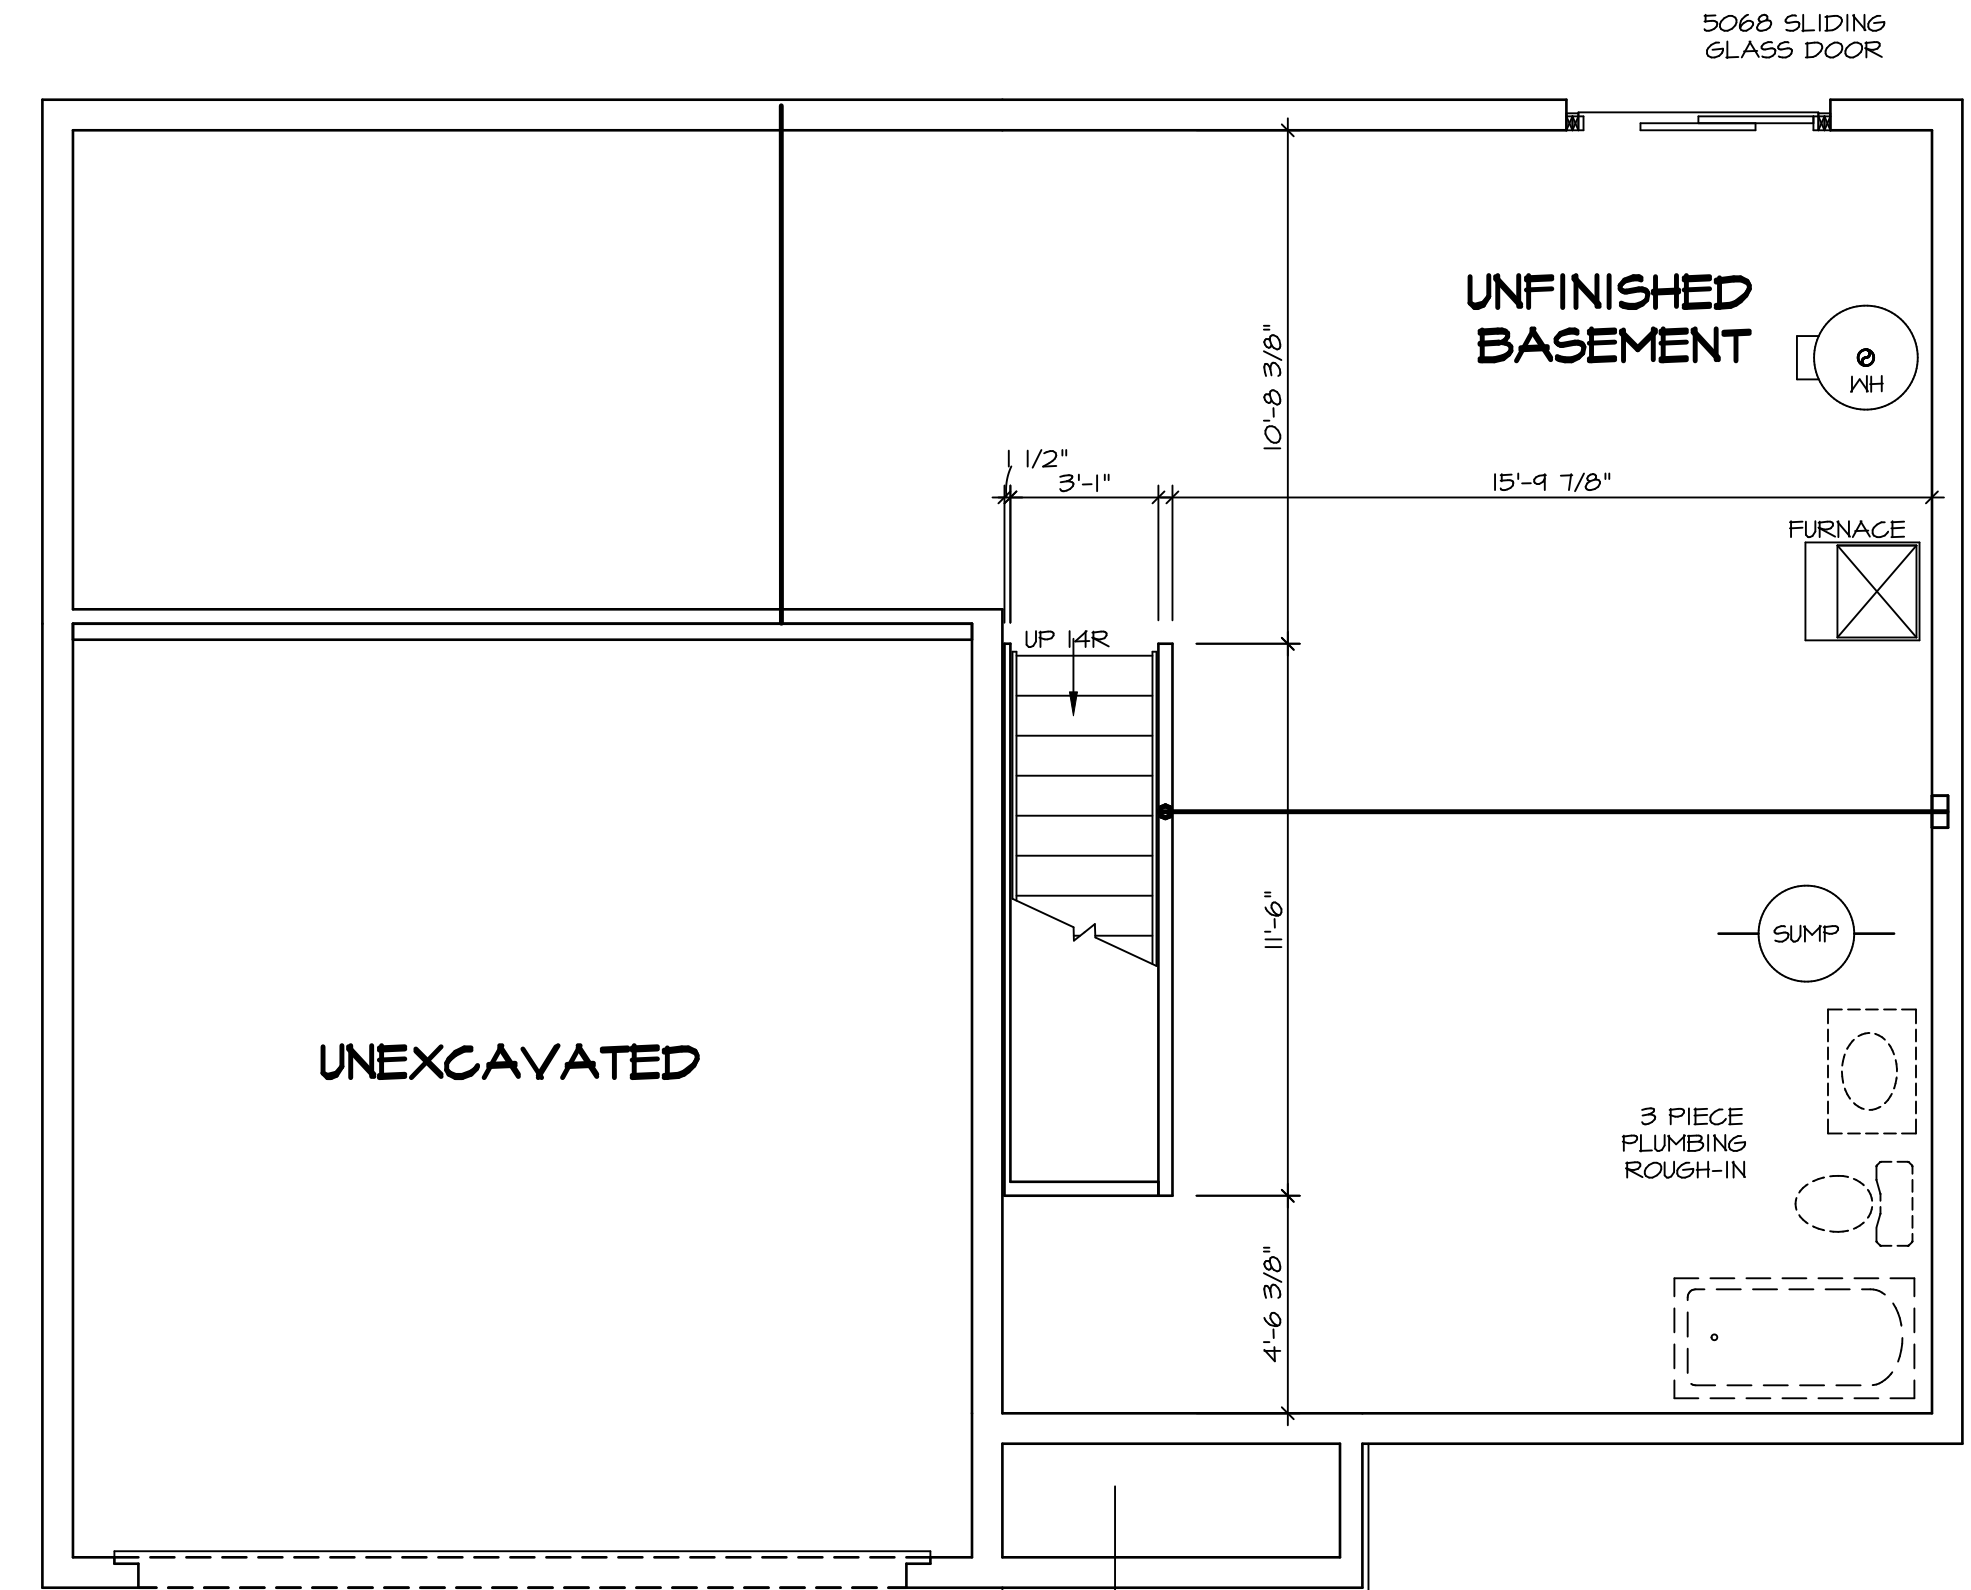 5068 SLIDING
GLASS DOOR
UNFINISHED
BASEMENT
10'-8 3/8"
WH
1 1/2"
3'-1"
15'-9 7/8"
FURNACE
UP 14R
11'-6"
SUMP
UNEXCAVATED
3 PIECE
PLUMBING
ROUGH-IN
4'-6 3/8"